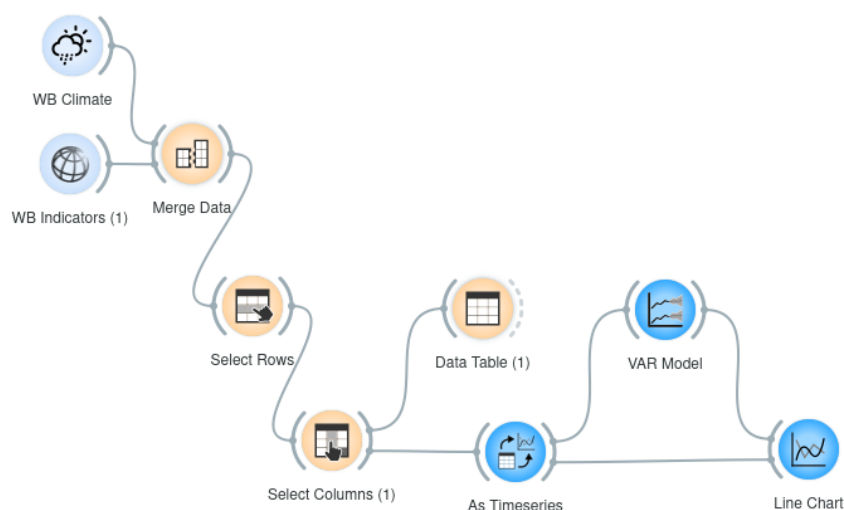 WB Climate
WB Indicators (1)
Merge Data
Select Rows
Data Table (1)
VAR Model
Select Columns (1)
As Timeseries
Line Chart